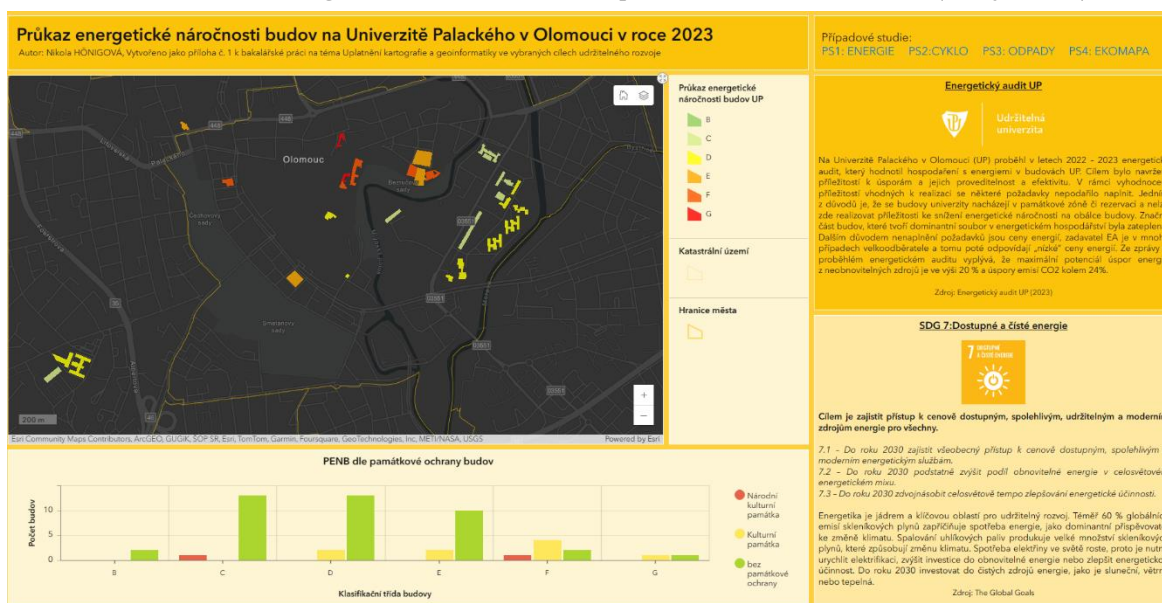 Průkaz energetické náročnosti budov na Univerzitě Palackého v Olomouci v roce 2023
Autor: Nikola HÖNIGOVÁ, Vytvořeno jako příloha č. 1 k bakalářské práci na téma Uplatnění kartografie a geoinformatiky ve vybraných cílech udržitelného rozvoje
Případové studie:
PS1: ENERGIE PS2:CYKLO PS3: ODPADY PS4: EKOMAPA
448
448
Olomouc
Bezručovy
sady
Čechovy
sady
Smetanovy
sady
35
200 m
+
−
Esri Community Maps Contributors, ArcGEO, GUGiK, SOP SR, Esri, TomTom, Garmin, Foursquare, GeoTechnologies, Inc, METI/NASA, USGS
Powered by Esri
Průkaz energetické
náročnosti budov UP
B
C
D
E
F
G
Katastrální území
Hranice města
PENB dle památkové ochrany budov
Počet budov
10
5
0
B
C
D
E
F
G
Klasifikační třída budovy
Národní
kulturní
památka
Kulturní
památka
bez
památkové
ochrany
Energetický audit UP
Udržitelná
univerzita
Na Univerzitě Palackého v Olomouci (UP) proběhl v letech 2022 – 2023 energetick
audit, který hodnotil hospodaření s energiemi v budovách UP. Cílem bylo navrže
příležitostí k úsporám a jejich proveditelnost a efektivitu. V rámci vyhodnoce
příležitostí vhodných k realizaci se některé požadavky nepodařilo naplnit. Jední
z důvodů je, že se budovy univerzity nacházejí v památkové zóně či rezervaci a nelz
zde realizovat příležitosti ke snížení energetické náročnosti na obálce budovy. Značn
část budov, které tvoří dominantní soubor v energetickém hospodářství byla zateplen
Dalším důvodem nenaplnění požadavků jsou ceny energií, zadavatel EA je v mnoh
případech velkoodběratele a tomu poté odpovídají „nízké" ceny energií. Ze zprávy
proběhlém energetickém auditu vyplývá, že maximální potenciál úspor energ
z neobnovitelných zdrojů je ve výši 20 % a úspory emisí CO2 kolem 24%.
Zdroj: Energetický audit UP (2023)
SDG 7:Dostupné a čisté energie
7 DOSTUPNÉ
A ČISTÉ ENERGIE
Cílem je zajistit přístup k cenově dostupným, spolehlivým, udržitelným a moderní
zdrojům energie pro všechny.
7.1 - Do roku 2030 zajistit všeobecný přístup k cenově dostupným, spolehlivým
moderním energetickým službám.
7.2 - Do roku 2030 podstatně zvýšit podíl obnovitelné energie v celosvětové
energetickém mixu.
7.3 – Do roku 2030 zdvojnásobit celosvětové tempo zlepšování energetické účinnosti.
Energetika je jádrem a klíčovou oblastí pro udržitelný rozvoj. Téměř 60 % globálníc
emisí skleníkových plynů zapříčiňuje spotřeba energie, jako dominantní přispěvovat
ke změně klimatu. Spalování uhlíkových paliv produkuje velké množství skleníkovýc
plynů, které způsobují změnu klimatu. Spotřeba elektřiny ve světě roste, proto je nutn
urychlit elektrifikaci, zvýšit investice do obnovitelné energie nebo zlepšit energeticko
účinnost. Do roku 2030 investovat do čistých zdrojů energie, jako je sluneční, větrn
nebo tepelná.
Zdroj: The Global Goals